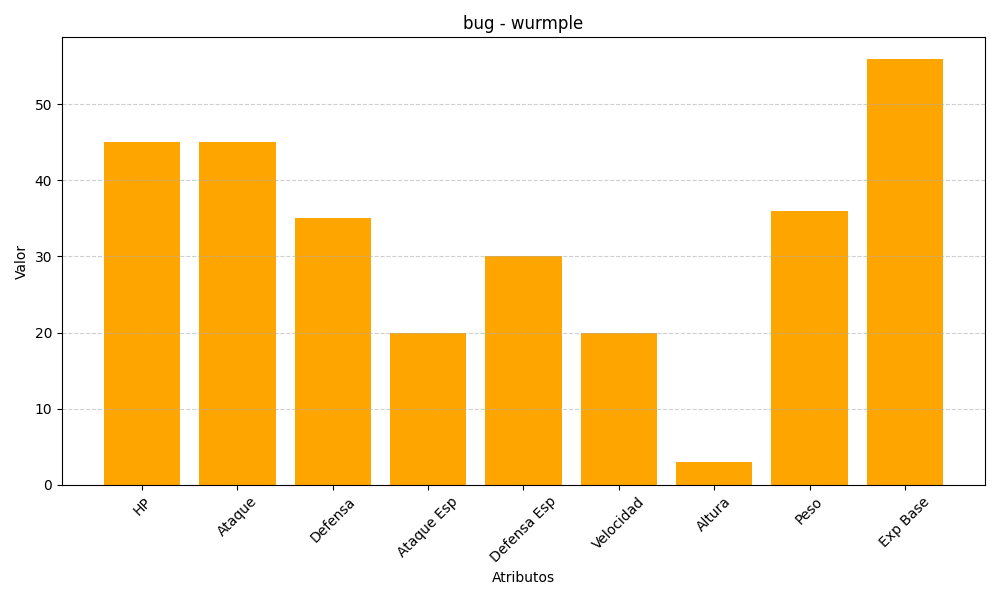 bug - wurmple
Valor
50
40
30
20
10
0
HP
Ataque
Defensa
Ataque Esp
Defensa Esp
Velocidad
Altura
Peso
Exp Base
Atributos